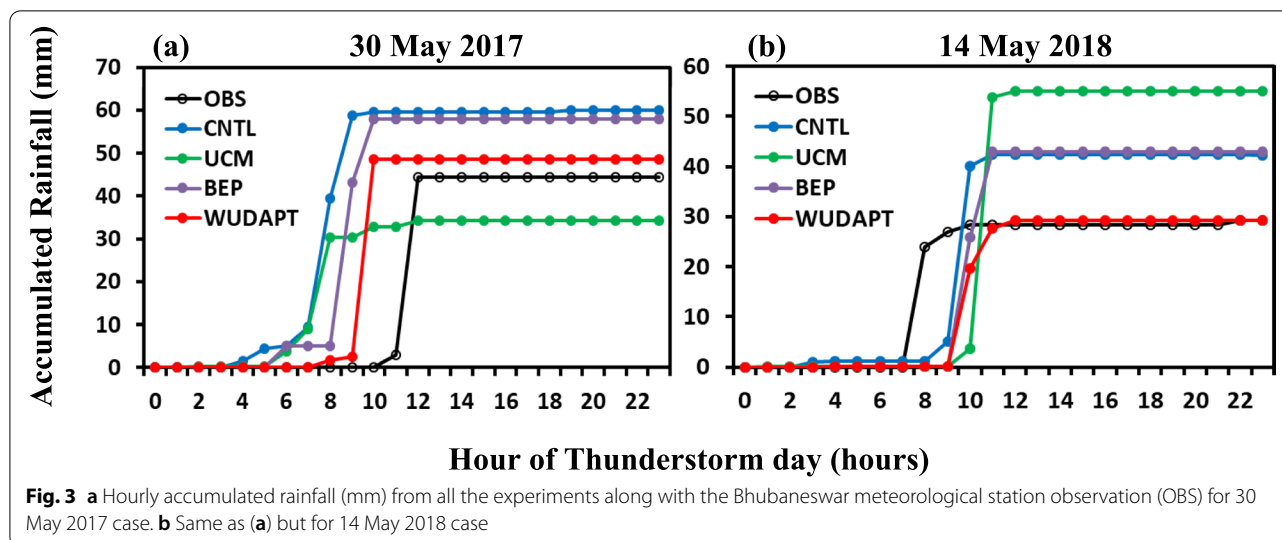 (a) 30 May 2017
(b) 14 May 2018
Accumulated Rainfall (mm)
70
60
50
40
30
20
10
0
OBS
CNTL
UCM
BEP
WUDAPT
0 2 4 6 8 10 12 14 16 18 20 22
60
50
40
30
20
10
0
OBS
CNTL
UCM
BEP
WUDAPT
0 2 4 6 8 10 12 14 16 18 20 22
Hour of Thunderstorm day (hours)
Fig. 3 a Hourly accumulated rainfall (mm) from all the experiments along with the Bhubaneswar meteorological station observation (OBS) for 30
May 2017 case. b Same as (a) but for 14 May 2018 case